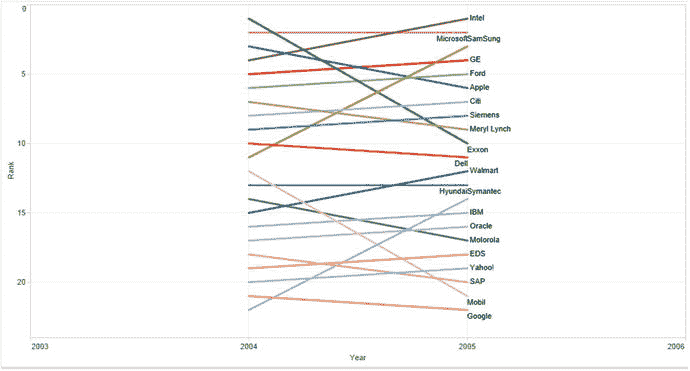 0
Intel
MicrosoftSamSung
GE
5
Ford
Apple
Citi
Siemens
Meryl Lynch
10
Exxon
Dell
Walmart
Rank
HyundaiSymantec
15
IBM
Oracle
Molorola
EDS
Yahoo!
20
SAP
Mobil
Google
2003
2004
2005
2006
Year